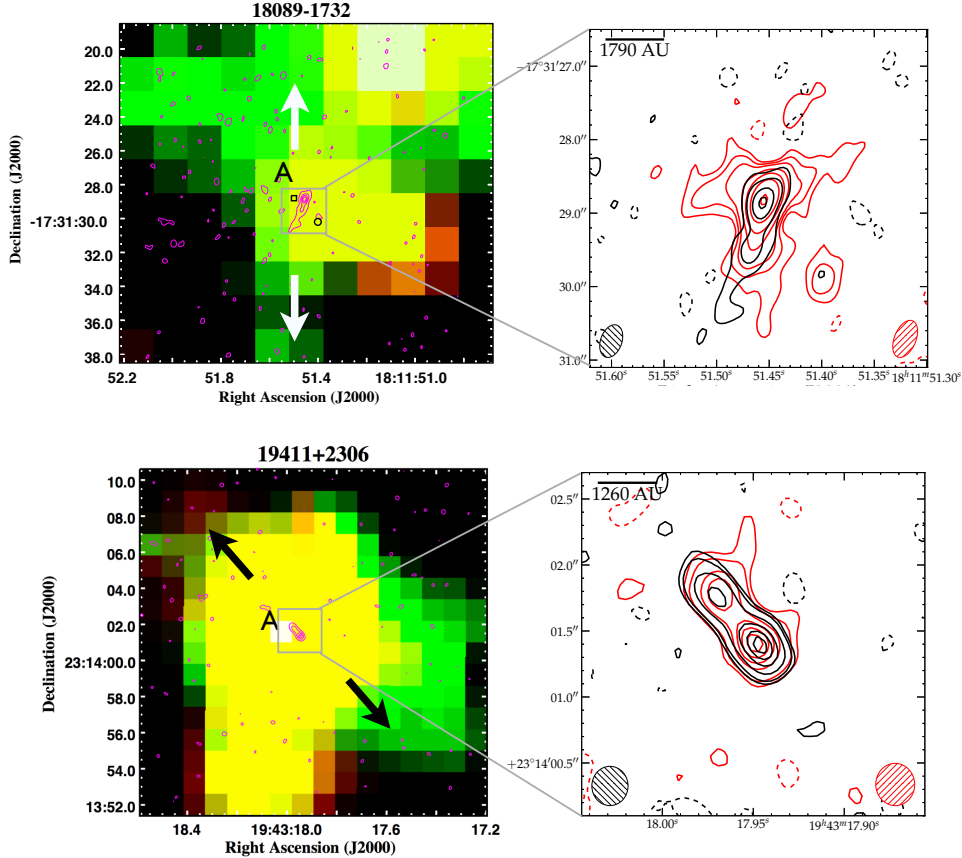 18089-1732
20.0
22.0
24.0
26.0
28.0
-17:31:30.0
32.0
34.0
36.0
38.0
Declination (J2000)
A
52.2
51.8
51.4
18:11:51.0
Right Ascension (J2000)
1790 AU
−17°31′27.0″
28.0″
29.0″
30.0″
31.0″
51.60ˢ
51.55ˢ
51.50ˢ
51.45ˢ
51.40ˢ
51.35ˢ
18ʰ11ᵐ51.30ˢ
19411+2306
10.0
08.0
06.0
04.0
02.0
23:14:00.0
58.0
56.0
54.0
13:52.0
Declination (J2000)
A
18.4
19:43:18.0
17.6
17.2
Right Ascension (J2000)
1260 AU
02.5″
02.0″
01.5″
01.0″
+23°14′00.5″
18.00ˢ
17.95ˢ
19ʰ43ᵐ17.90ˢ